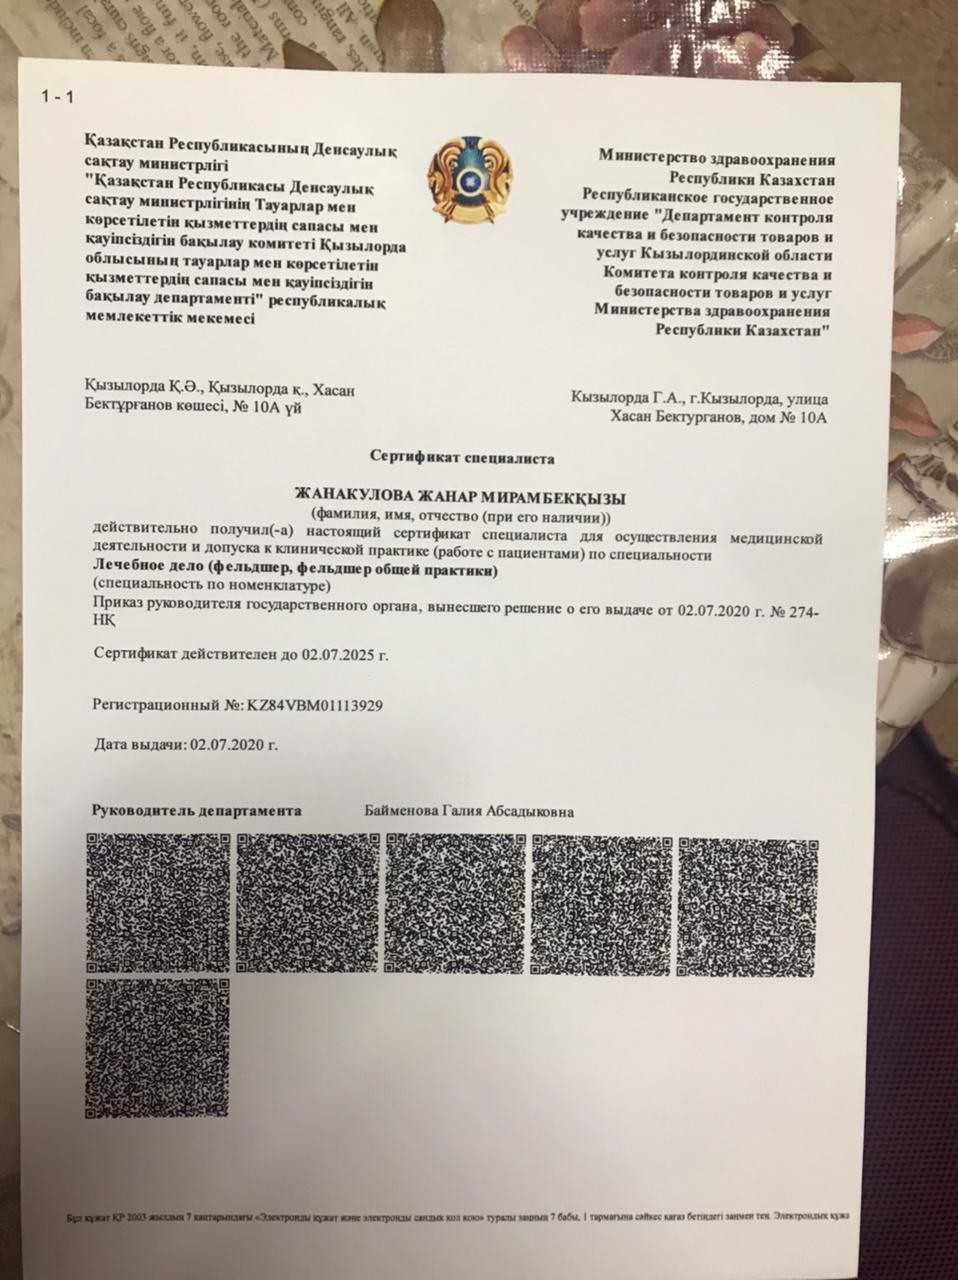 1 - 1
Қазақстан Республикасының Денсаулық
сақтау министрлігі
"Қазақстан Республикасы Денсаулық
сақтау министрлігінің Тауарлар мен
көрсетілетін қызметтердің сапасы мен
қауіпсіздігін бақылау комитеті Қызылорда
облысының тауарлар мен көрсетілетін
қызметтердің сапасы мен қауіпсіздігін
бақылау департаменті" республикалық
мемлекеттік мекемесі
Министерство здравоохранения
Республики Казахстан
Республиканское государственное
учреждение "Департамент контроля
качества и безопасности товаров и
услуг Кызылординской области
Комитета контроля качества и
безопасности товаров и услуг
Министерства здравоохранения
Республики Казахстан"
Қызылорда Қ.Ә., Қызылорда қ., Хасан
Бектұрғанов көшесі, № 10А үй
Кызылорда Г.А., г.Кызылорда, улица
Хасан Бектурганов, дом № 10А
Сертификат специалиста
ЖАНАКУЛОВА ЖАНАР МИРАМБЕКҚЫЗЫ
(фамилия, имя, отчество (при его наличии))
действительно получил(-а) настоящий сертификат специалиста для осуществления медицинской
деятельности и допуска к клинической практике (работе с пациентами) по специальности
Лечебное дело (фельдшер, фельдшер общей практики)
(специальность по номенклатуре)
Приказ руководителя государственного органа, вынесшего решение о его выдаче от 02.07.2020 г. № 274-
НҚ
Сертификат действителен до 02.07.2025 г.
Регистрационный №: KZ84VBM01113929
Дата выдачи: 02.07.2020 г.
Руководитель департамента Байменова Галия Абсадыковна
Бұл құжат ҚР 2003 жылдың 7 қаңтарындағы «Электронды құжат және электронды сандық қол қою» туралы заңның 7 бабы, 1 тармағына сәйкес қағаз бетіндегі заңмен тең. Электрондық құжа